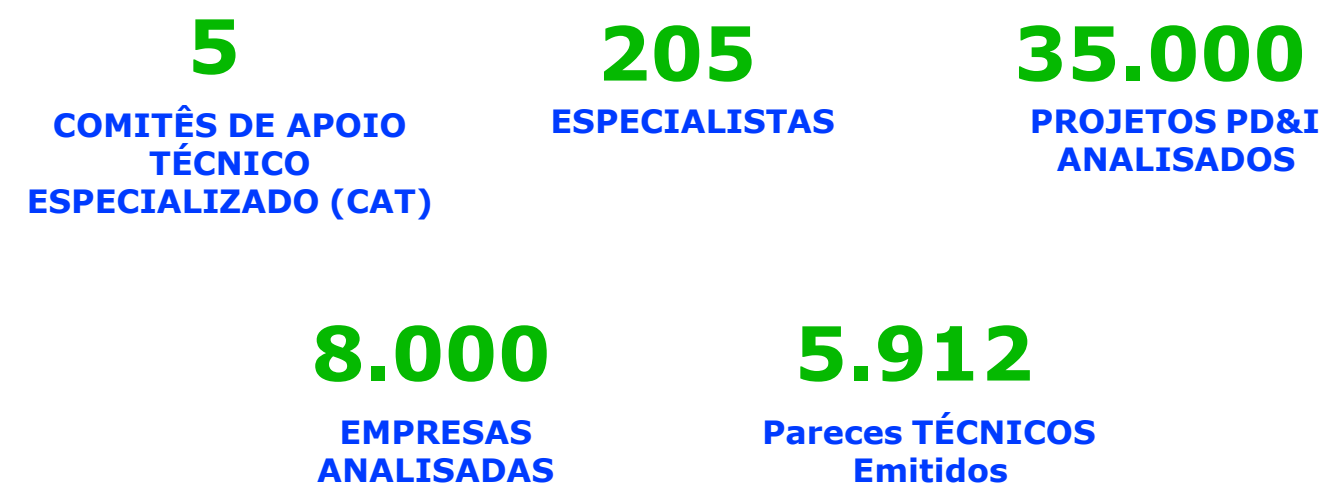 5
COMITÊS DE APOIO
TÉCNICO
ESPECIALIZADO (CAT)
205
ESPECIALISTAS
35.000
PROJETOS PD&I
ANALISADOS
8.000
EMPRESAS
ANALISADAS
5.912
Pareces TÉCNICOS
Emitidos